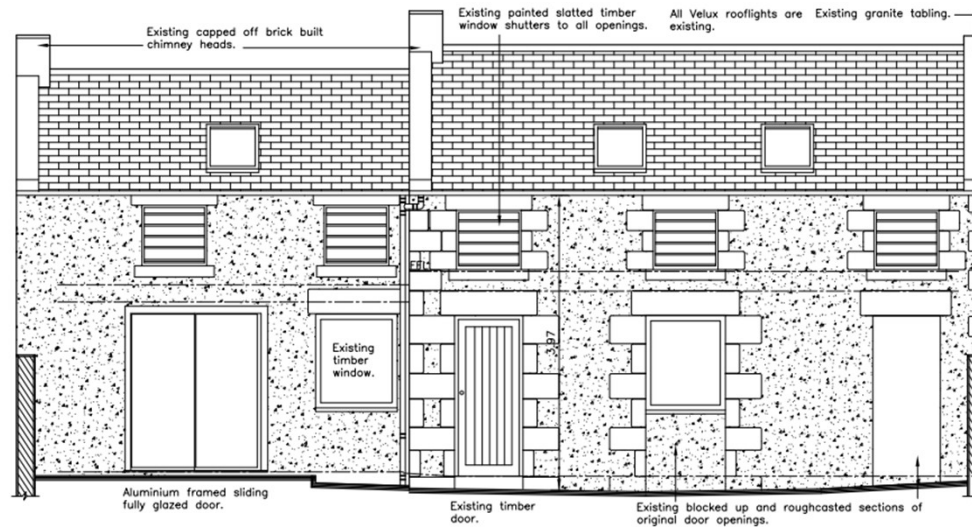 Existing capped off brick built
chimney heads.
Existing painted slatted timber
window shutters to all openings.
All Velux rooflights are
existing.
Existing granite tabling.
FFL
Existing
timber
window.
3.97
Aluminium framed sliding
fully glazed door.
Existing timber
door.
Existing blocked up and roughcasted sections of
original door openings.